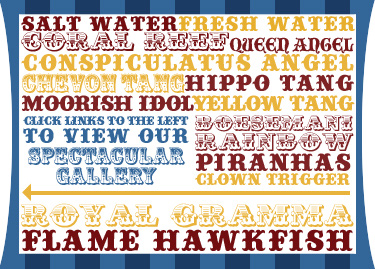 SALT WATER FRESH WATER
CORAL REEF QUEEN ANGEL
CONSPICULATUS ANGEL
CHEVON TANG HIPPO TANG
MOORISH IDOL YELLOW TANG
CLICK LINKS TO THE LEFT
TO VIEW OUR
SPECTACULAR
GALLERY
BOESEMANI
RAINBOW
PIRANHAS
CLOWN TRIGGER
ROYAL GRAMMA
FLAME HAWKFISH